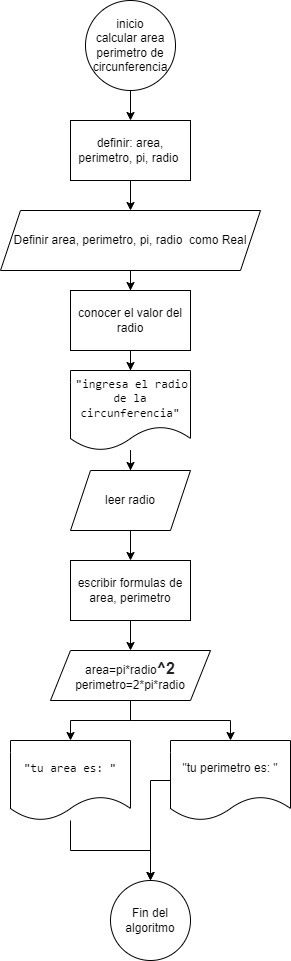 inicio
calcular area
perimetro de
circunferencia
definir: area,
perimetro, pi, radio
Definir area, perimetro, pi, radio  como Real
conocer el valor del
radio
"ingresa el radio
de la
circunferencia"
leer radio
escribir formulas de
area, perimetro
area=pi*radio^2
perimetro=2*pi*radio
"tu area es: "
"tu perimetro es: "
Fin del
algoritmo